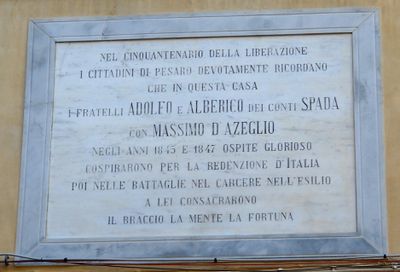 NEL CINQUANTENARIO DELLA LIBERAZIONE
I CITTADINI DI PESARO DEVOTAMENTE RICORDANO
CHE IN QUESTA CASA
I FRATELLI ADOLFO E ALBERICO DEI CONTI SPADA
CON MASSIMO D'AZEGLIO
NEGLI ANNI 1845 E 1847 OSPITE GLORIOSO
COSPIRARONO PER LA REDENZIONE D'ITALIA
POI NELLE BATTAGLIE NEL CARCERE NELL'ESILIO
A LEI CONSACRARONO
IL BRACCIO LA MENTE LA FORTUNA